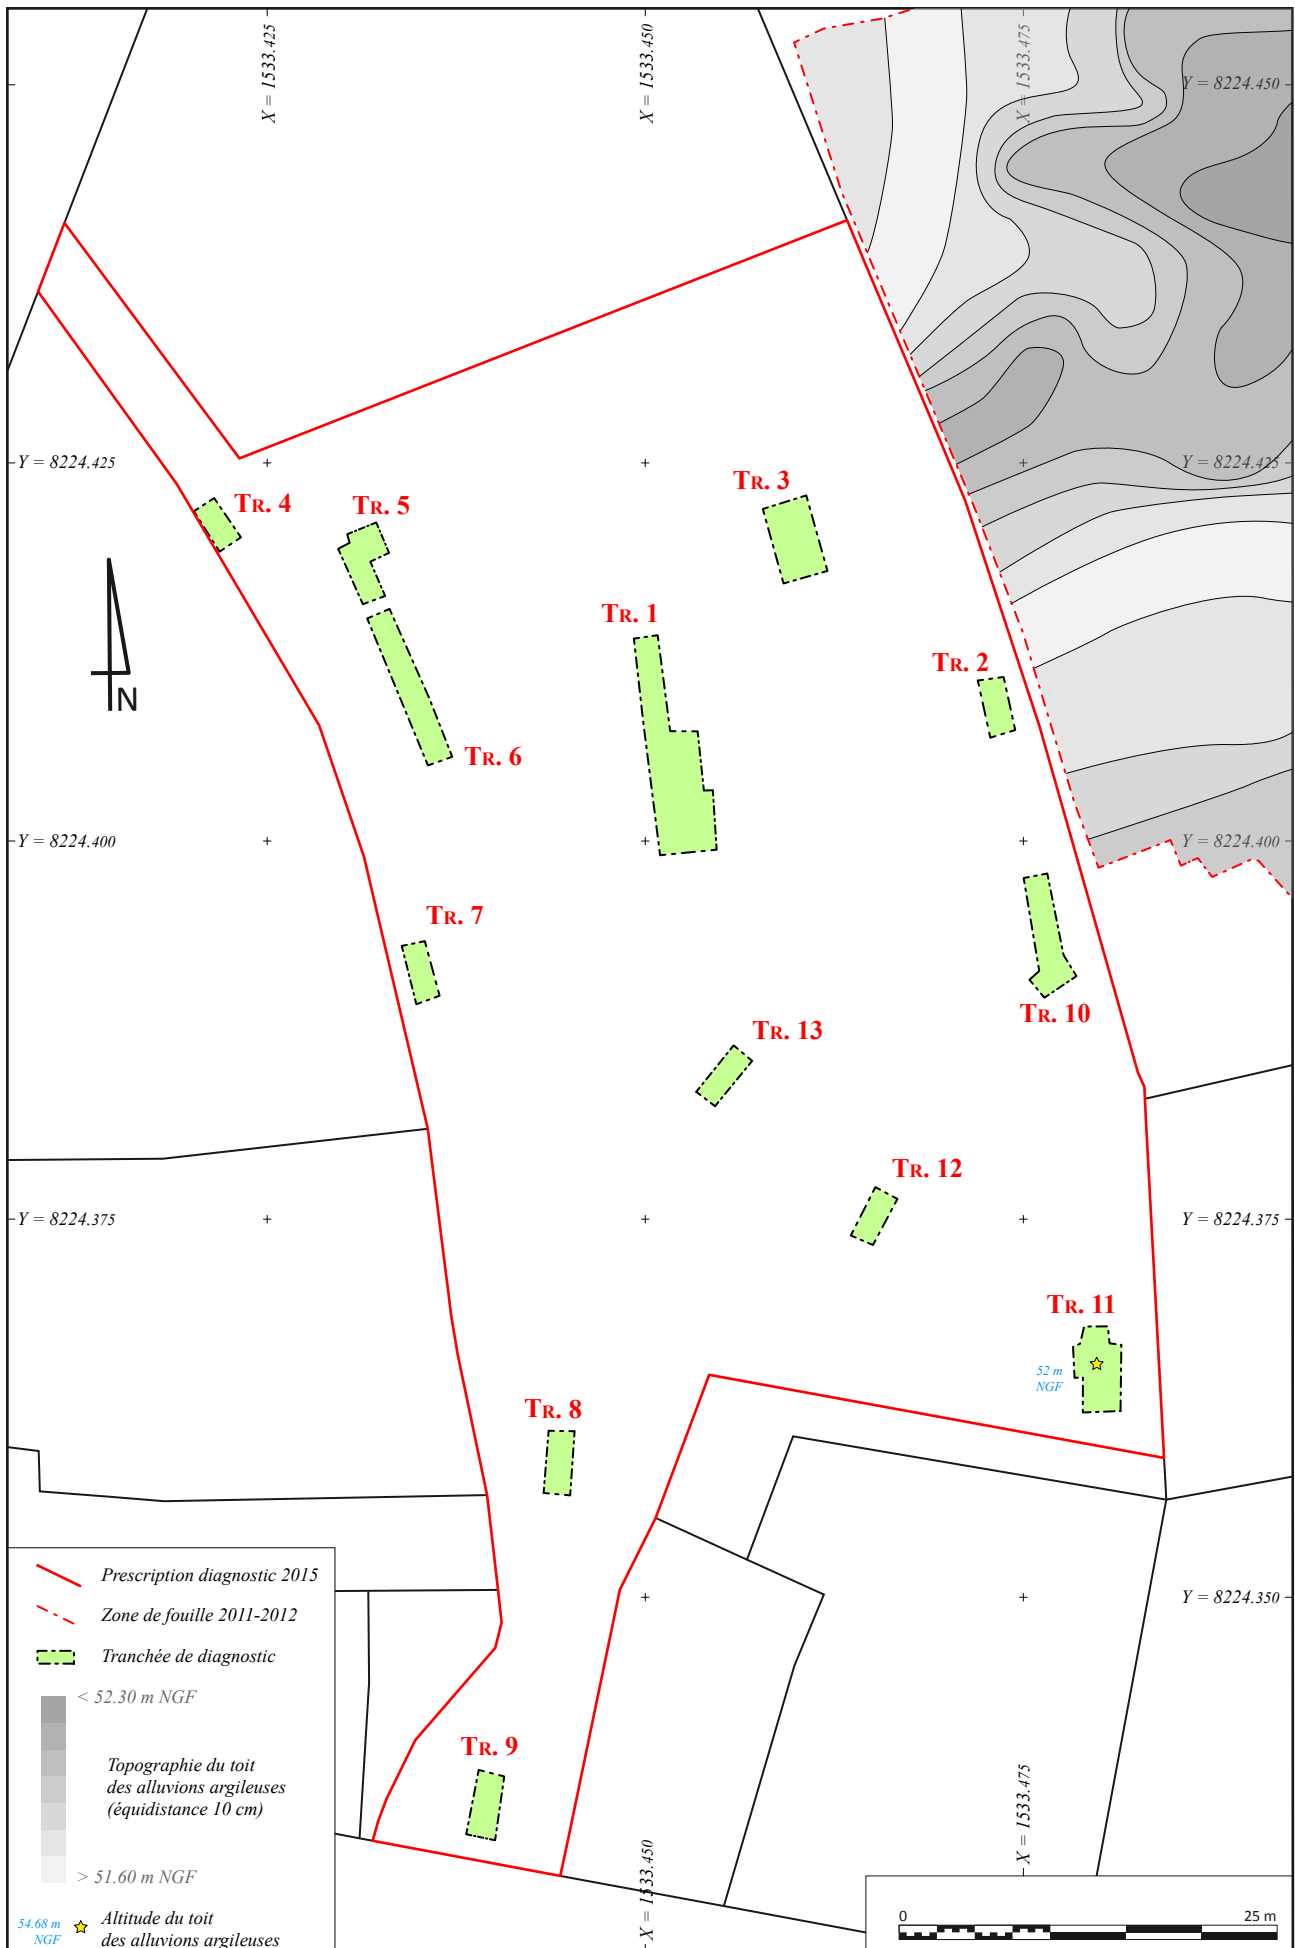 X = 1533.425
X = 1533.450
X = 1533.475
Y = 8224.450
Y = 8224.425
Y = 8224.425
TR. 3
TR. 4
TR. 5
TR. 1
TR. 2
N
TR. 6
Y = 8224.400
Y = 8224.400
TR. 7
TR. 10
TR. 13
TR. 12
Y = 8224.375
Y = 8224.375
TR. 11
52 m
NGF
TR. 8
Prescription diagnostic 2015
Zone de fouille 2011-2012
Y = 8224.350
Tranchée de diagnostic
< 52.30 m NGF
TR. 9
Topographie du toit
des alluvions argileuses
(équidistance 10 cm)
> 51.60 m NGF
X = 1533.450
X = 1533.475
54.68 m
NGF
Altitude du toit
des alluvions argileuses
0 25 m